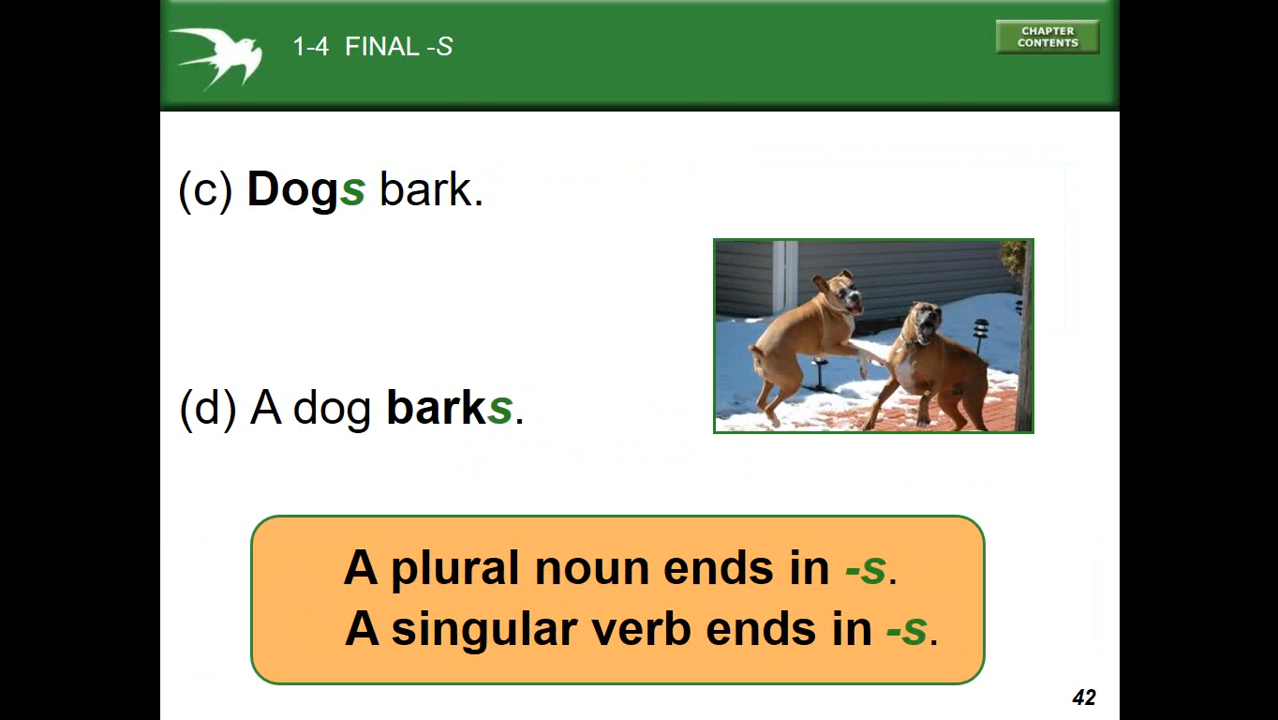 1-4 FINAL -S
CHAPTER
CONTENTS
(c) Dogs bark.
(d) A dog barks.
A plural noun ends in -s.
A singular verb ends in -s.
42